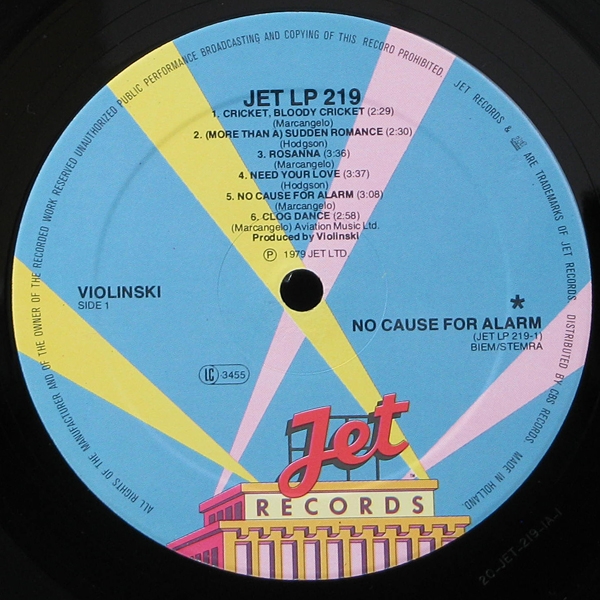 ALL RIGHTS OF THE MANUFACTURER AND OF THE OWNER OF THE RECORDED WORK RESERVED UNAUTHORIZED PUBLIC PERFORMANCE BROADCASTING AND COPYING OF THIS RECORD PROHIBITED.
JET RECORDS & ARE TRADEMARKS OF JET RECORDS. DISTRIBUTED BY CBS RECORDS. MADE IN HOLLAND.
JET LP 219
1. CRICKET, BLOODY CRICKET (2:29)
(Marcangelo)
2. (MORE THAN A) SUDDEN ROMANCE (2:30)
(Hodgson)
3. ROSANNA (3:36)
(Marcangelo)
4. NEED YOUR LOVE (3:37)
(Hodgson)
5. NO CAUSE FOR ALARM (3:08)
(Marcangelo)
6. CLOG DANCE (2:58)
(Marcangelo) Aviation Music Ltd.
Produced by Violinski
Ⓟ 1979 JET LTD.
VIOLINSKI
SIDE 1
*
NO CAUSE FOR ALARM
(JET LP 219-1)
BIEM/STEMRA
LC 3455
Jet
RECORDS
2C-JET-219-1A-1